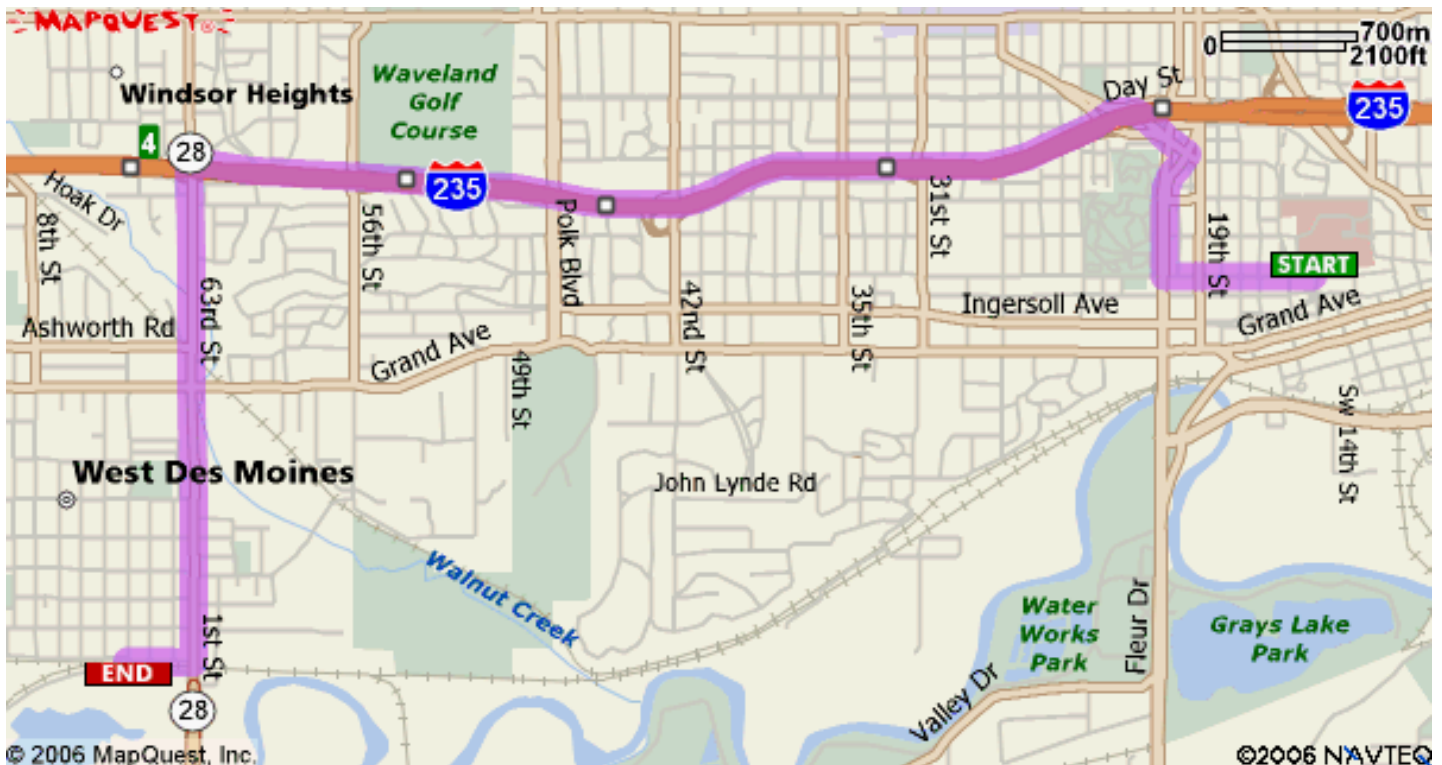 MAPQUEST
®
Windsor Heights
Waveland
Golf
Course
0
700m
2100ft
Day St
235
4
28
Hoak Dr
8th St
235
56th St
Polk Blvd
31st St
19th St
START
63rd St
Ashworth Rd
Grand Ave
49th St
42nd St
35th St
Ingersoll Ave
Grand Ave
Sw 14th St
West Des Moines
John Lynde Rd
Walnut Creek
Water
Works
Park
Fleur Dr
Grays Lake
Park
1st St
END
28
Valley Dr
© 2006 MapQuest, Inc.
©2006 NAVTEQ